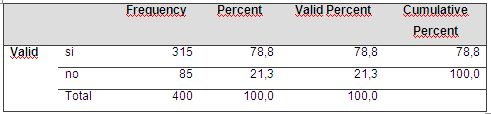 Frequency Percent Valid Percent Cumulative Percent
Valid si 315 78,8 78,8 78,8
no 85 21,3 21,3 100,0
Total 400 100,0 100,0